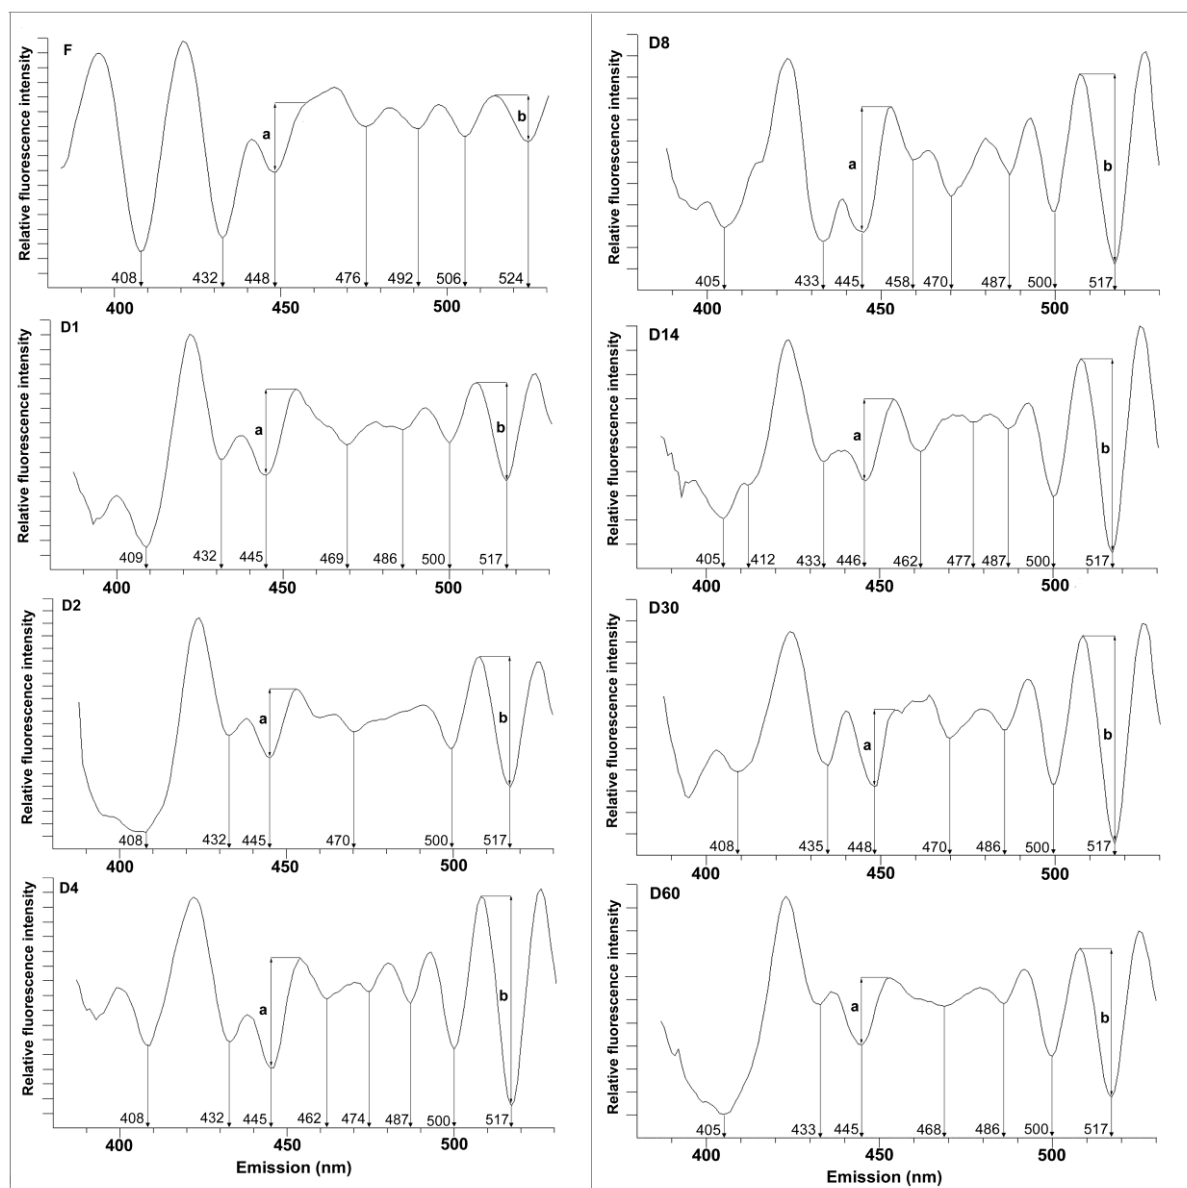 F
Relative fluorescence intensity
a
b
408 432 448 476 492 506 524
400 450 500
D1
Relative fluorescence intensity
a
b
409 432 445 469 486 500 517
400 450 500
D2
Relative fluorescence intensity
a
b
408 432 445 470 500 517
400 450 500
D4
Relative fluorescence intensity
a
b
408 432 445 462 474 487 500 517
400 450 500
Emission (nm)
D8
Relative fluorescence intensity
a
b
405 433 445 458 470 487 500 517
400 450 500
D14
Relative fluorescence intensity
a
b
405 412 433 446 462 477 487 500 517
400 450 500
D30
Relative fluorescence intensity
a
b
408 435 448 470 486 500 517
400 450 500
D60
Relative fluorescence intensity
a
b
405 433 445 468 486 500 517
400 450 500
Emission (nm)